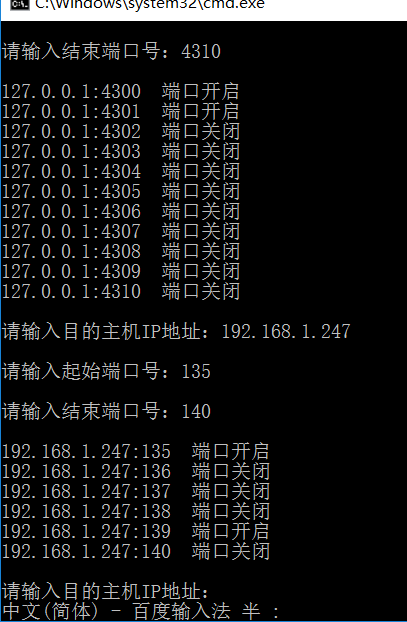 C:\Windows\system32\cmd.exe
请输入结束端口号：4310
127.0.0.1:4300  端口开启
127.0.0.1:4301  端口开启
127.0.0.1:4302  端口关闭
127.0.0.1:4303  端口关闭
127.0.0.1:4304  端口关闭
127.0.0.1:4305  端口关闭
127.0.0.1:4306  端口关闭
127.0.0.1:4307  端口关闭
127.0.0.1:4308  端口关闭
127.0.0.1:4309  端口关闭
127.0.0.1:4310  端口关闭
请输入目的主机IP地址：192.168.1.247
请输入起始端口号：135
请输入结束端口号：140
192.168.1.247:135  端口开启
192.168.1.247:136  端口关闭
192.168.1.247:137  端口关闭
192.168.1.247:138  端口关闭
192.168.1.247:139  端口开启
192.168.1.247:140  端口关闭
请输入目的主机IP地址：
中文(简体) - 百度输入法 半 :